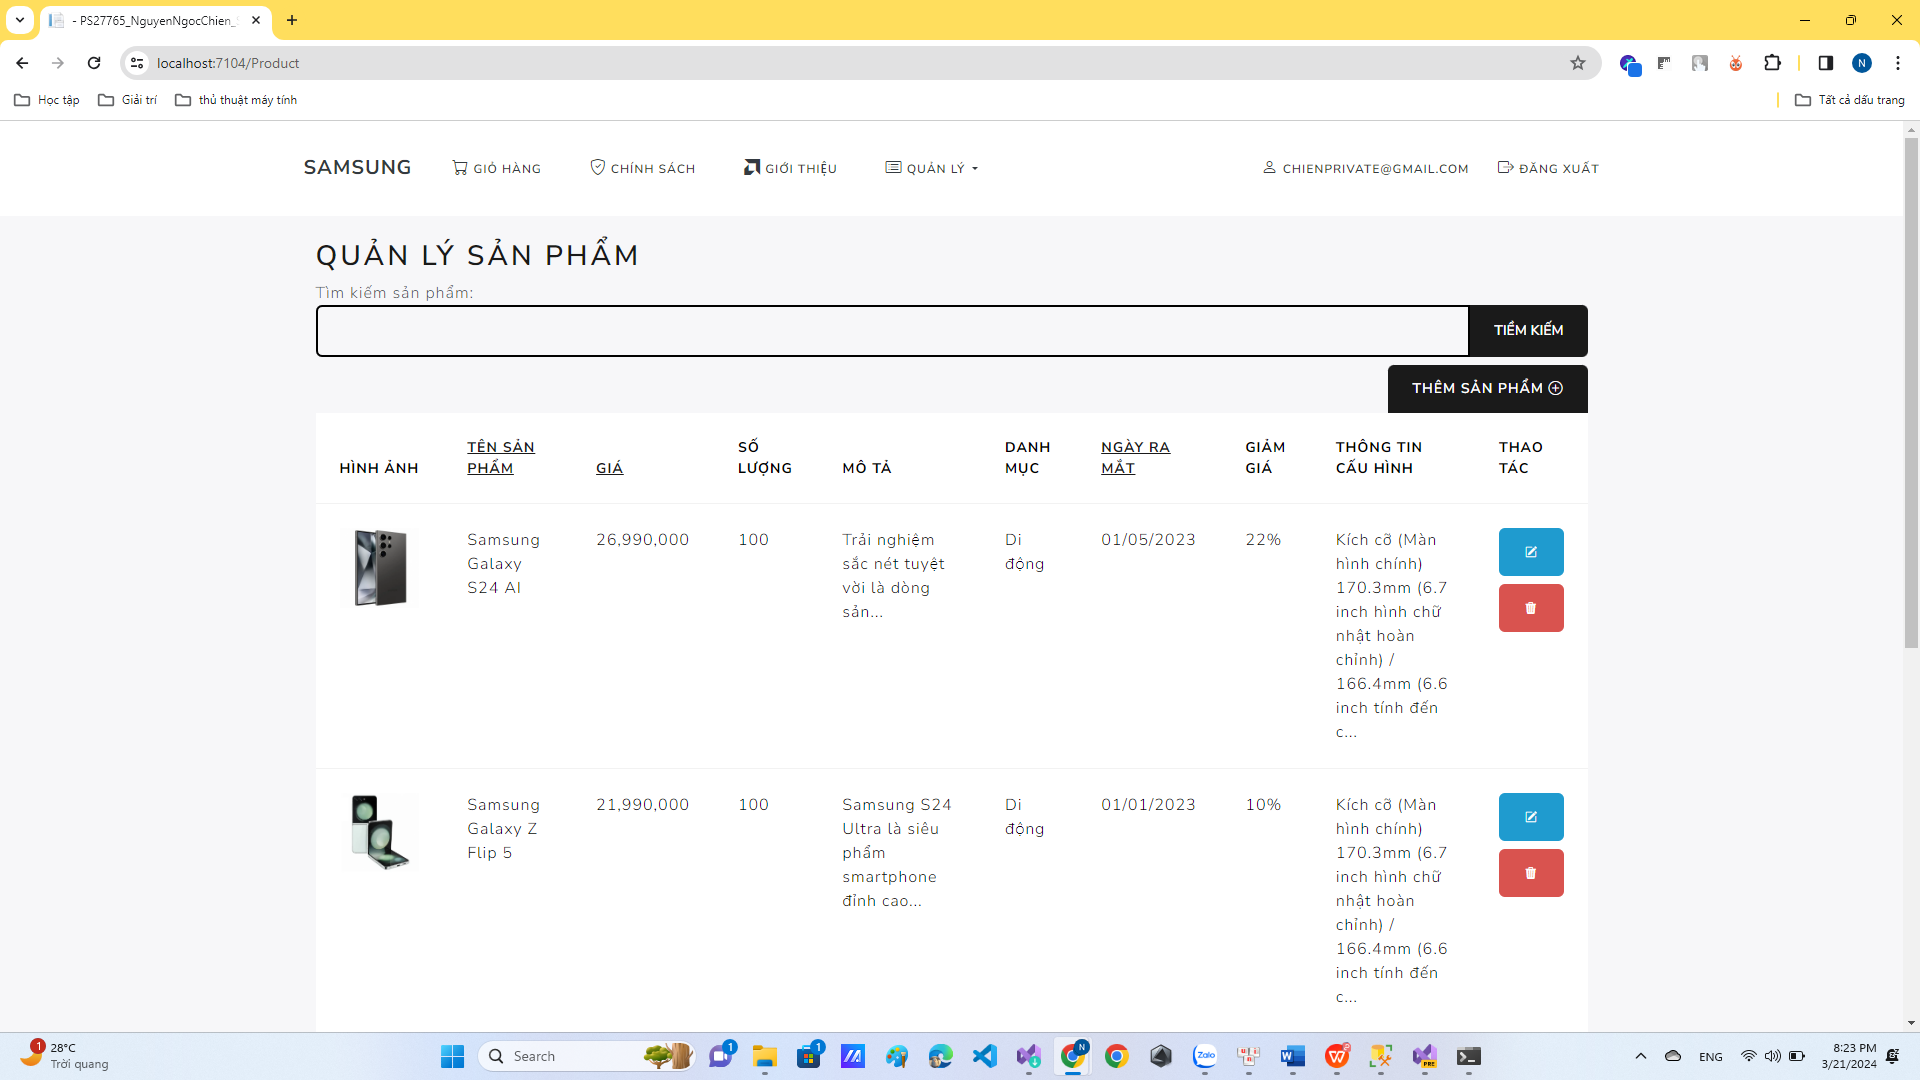 - PS27765_NguyenNgocChien_
localhost:7104/Product
N
Học tập
Giải trí
thủ thuật máy tính
Tất cả dấu trang
SAMSUNG
GIỎ HÀNG
CHÍNH SÁCH
GIỚI THIỆU
QUẢN LÝ
CHIENPRIVATE@GMAIL.COM
ĐĂNG XUẤT
QUẢN LÝ SẢN PHẨM
Tìm kiếm sản phẩm:
TIỀM KIẾM
THÊM SẢN PHẨM
HÌNH ẢNH
TÊN SẢN
PHẨM
GIÁ
SỐ
LƯỢNG
MÔ TẢ
DANH
MỤC
NGÀY RA
MẮT
GIẢM
GIÁ
THÔNG TIN
CẤU HÌNH
THAO
TÁC
Samsung
Galaxy
S24 AI
26,990,000
100
Trải nghiệm
sắc nét tuyệt
vời là dòng
sản...
Di
động
01/05/2023
22%
Kích cỡ (Màn
hình chính)
170.3mm (6.7
inch hình chữ
nhật hoàn
chỉnh) /
166.4mm (6.6
inch tính đến
c...
Samsung
Galaxy Z
Flip 5
21,990,000
100
Samsung S24
Ultra là siêu
phẩm
smartphone
đỉnh cao...
Di
động
01/01/2023
10%
Kích cỡ (Màn
hình chính)
170.3mm (6.7
inch hình chữ
nhật hoàn
chỉnh) /
166.4mm (6.6
inch tính đến
c...
1
28°C
Trời quang
Search
1
1
N
Zalo
PRE
ENG
8:23 PM
3/21/2024